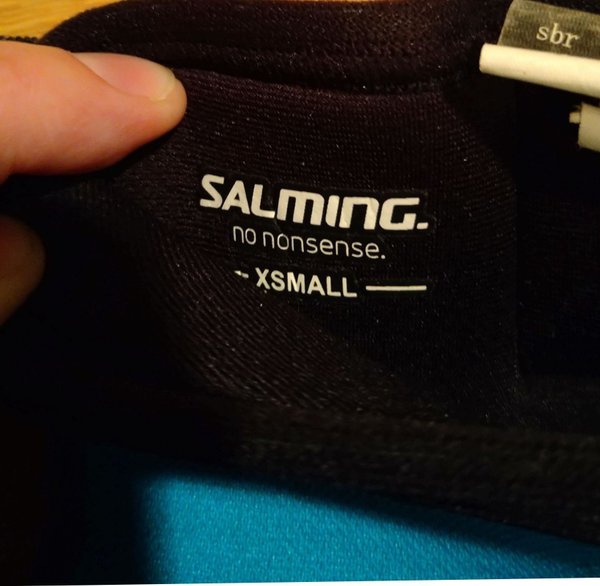 sbr
SALMING.
no nonsense.
XSMALL